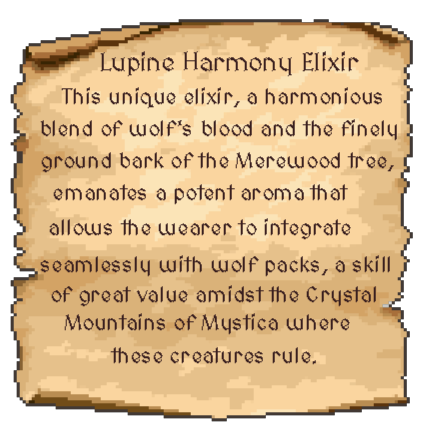 Lupine Harmony Elixir
This unique elixir, a harmonious
blend of wolf's blood and the finely
ground bark of the Merewood tree,
emanates a potent aroma that
allows the wearer to integrate
seamlessly with wolf packs, a skill
of great value amidst the Crystal
Mountains of Mystica where
these creatures rule.